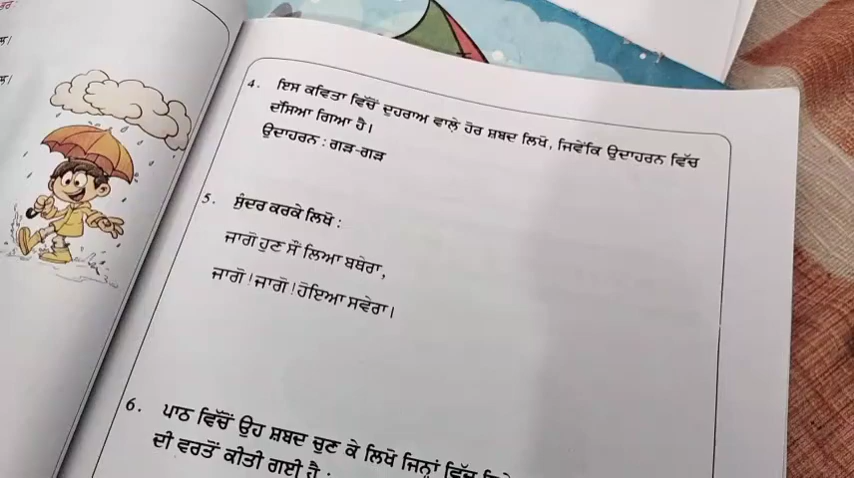 4. ਇਸ ਕਵਿਤਾ ਵਿੱਚੋਂ ਦੁਹਰਾਅ ਵਾਲ਼ੇ ਹੋਰ ਸ਼ਬਦ ਲਿਖੋ, ਜਿਵੇਂਕਿ ਉਦਾਹਰਨ ਵਿੱਚ
ਦੱਸਿਆ ਗਿਆ ਹੈ।
ਉਦਾਹਰਨ : ਗੜ-ਗੜ
5. ਸੁੰਦਰ ਕਰਕੇ ਲਿਖੋ :
ਜਾਗੋ ਹੁਣ ਸੌਂ ਲਿਆ ਬਥੇਰਾ,
ਜਾਗੋ ! ਜਾਗੋ ! ਹੋਇਆ ਸਵੇਰਾ।
6. ਪਾਠ ਵਿੱਚੋਂ ਉਹ ਸ਼ਬਦ ਚੁਣ ਕੇ ਲਿਖੋ ਜਿਨ੍ਹਾਂ ਵਿੱਚ
ਦੀ ਵਰਤੋਂ ਕੀਤੀ ਗਈ ਹੈ :